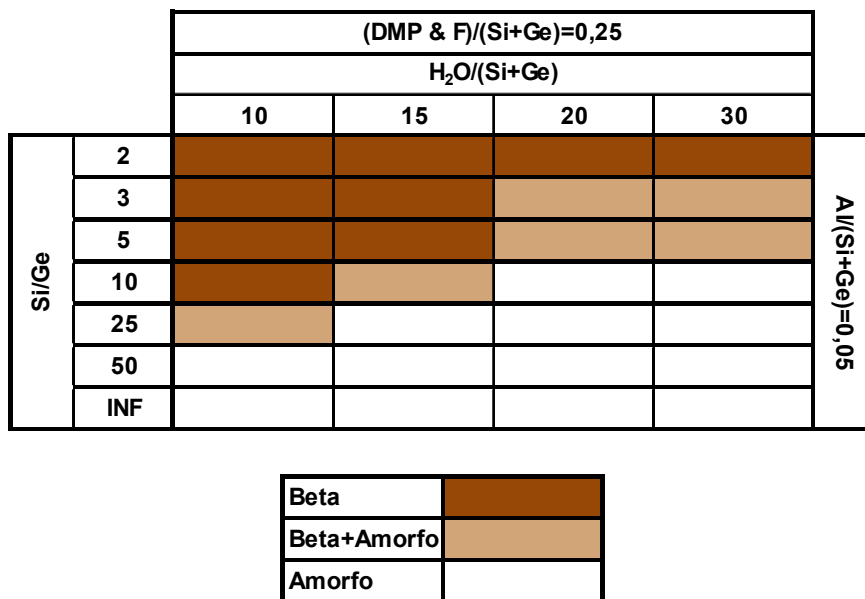 (DMP & F)/(Si+Ge)=0,25
H₂O/(Si+Ge)
10 15 20 30
Si/Ge
2
3
5
10
25
50
INF
Al/(Si+Ge)=0,05
Beta
Beta+Amorfo
Amorfo